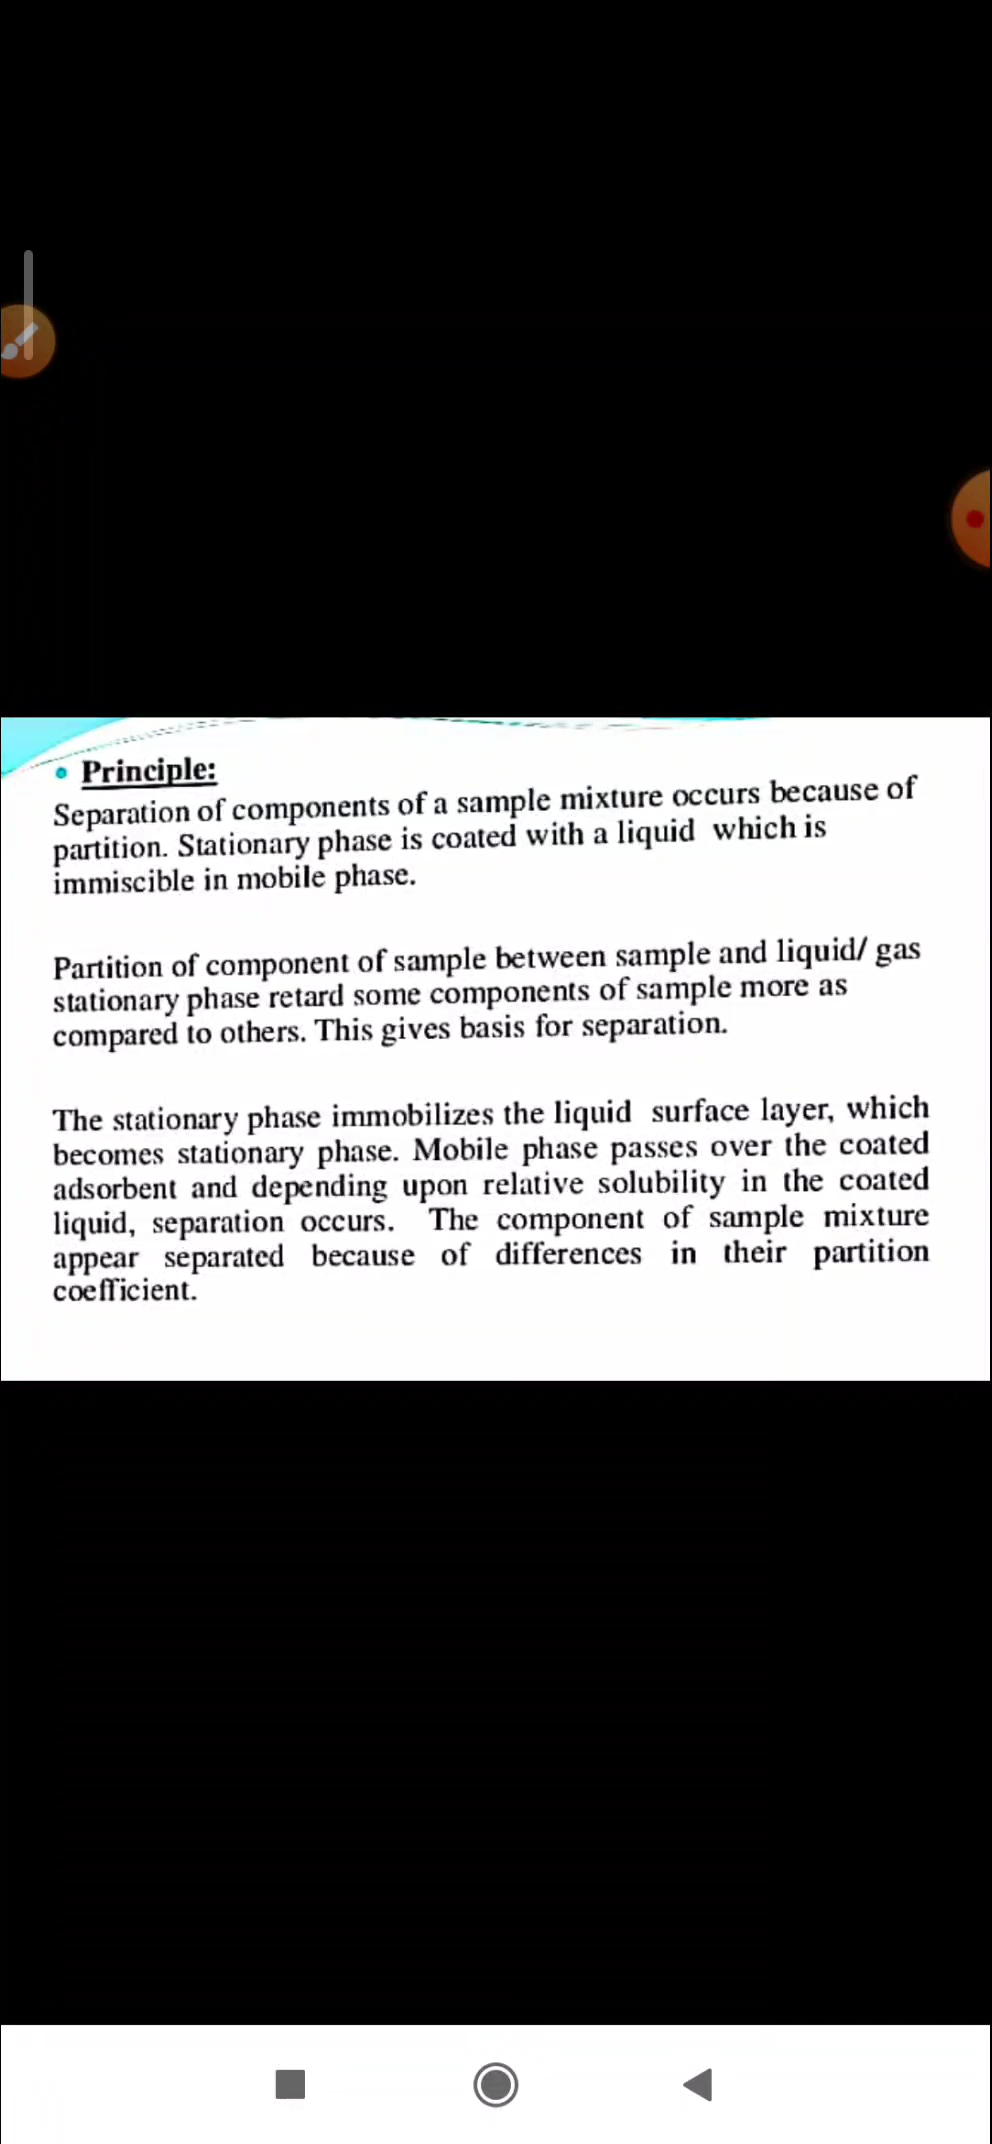 • Principle:
Separation of components of a sample mixture occurs because of
partition. Stationary phase is coated with a liquid which is
immiscible in mobile phase.
Partition of component of sample between sample and liquid/ gas
stationary phase retard some components of sample more as
compared to others. This gives basis for separation.
The stationary phase immobilizes the liquid surface layer, which
becomes stationary phase. Mobile phase passes over the coated
adsorbent and depending upon relative solubility in the coated
liquid, separation occurs. The component of sample mixture
appear separated because of differences in their partition
coefficient.